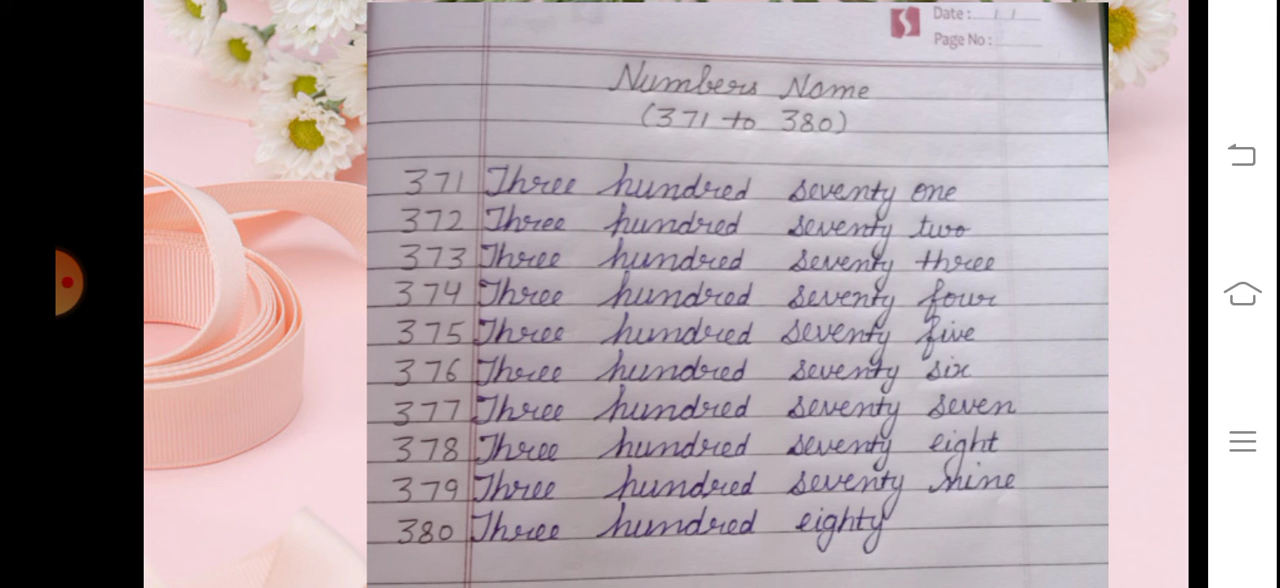 Date : / /
Page No :
Numbers Name
(371 to 380)
371 Three hundred seventy one
372 Three hundred seventy two
373 Three hundred seventy three
374 Three hundred seventy four
375 Three hundred seventy five
376 Three hundred seventy six
377 Three hundred seventy seven
378 Three hundred seventy eight
379 Three hundred seventy nine
380 Three hundred eighty